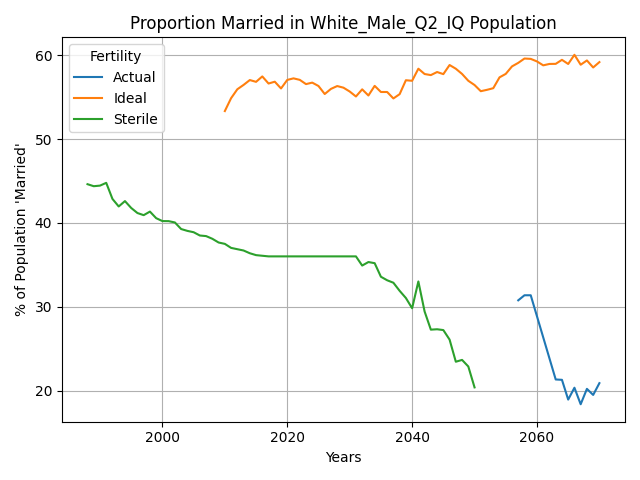 Proportion Married in White_Male_Q2_IQ Population
Fertility
Actual
Ideal
Sterile
% of Population 'Married'
60
50
40
30
20
2000
2020
2040
2060
Years